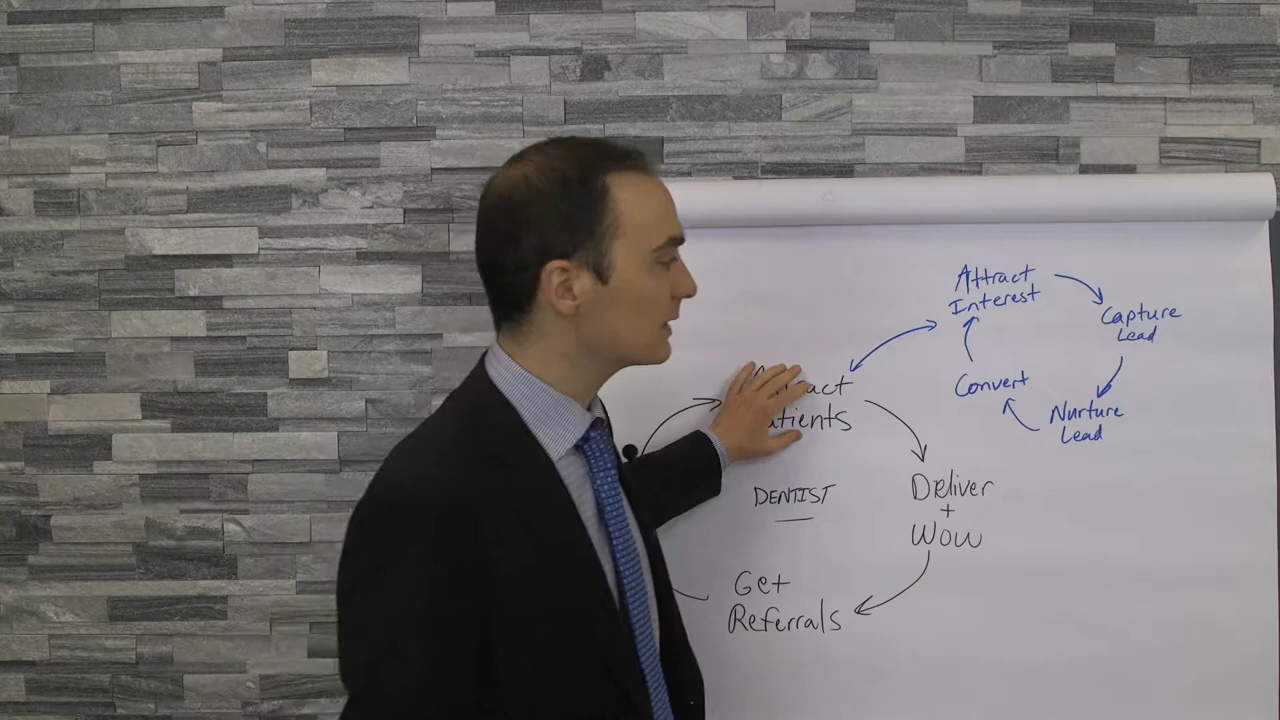 Attract
Interest
Capture
Lead
Convert
Nurture
Lead
Deliver
+
Wow
DENTIST
Get
Referrals